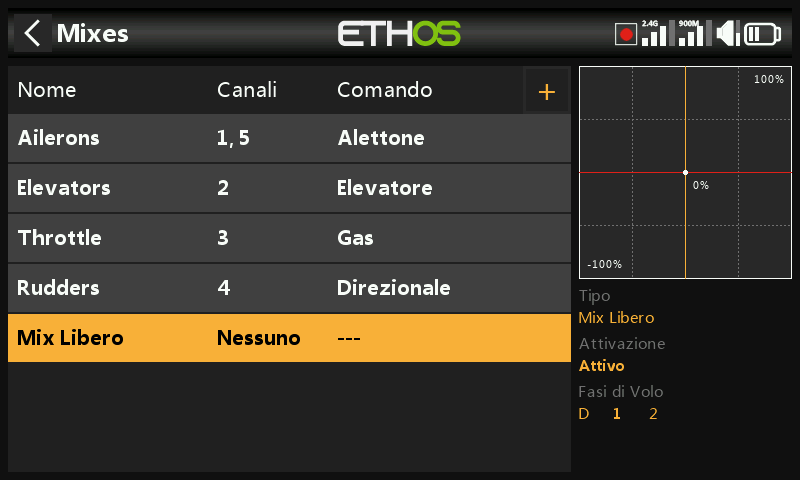 Mixes
ETHOS
2.4G 900M
Nome Canali Comando +
Ailerons 1, 5 Alettone
Elevators 2 Elevatore
Throttle 3 Gas
Rudders 4 Direzionale
Mix Libero Nessuno ---
100%
0%
-100%
Tipo
Mix Libero
Attivazione
Attivo
Fasi di Volo
D 1 2